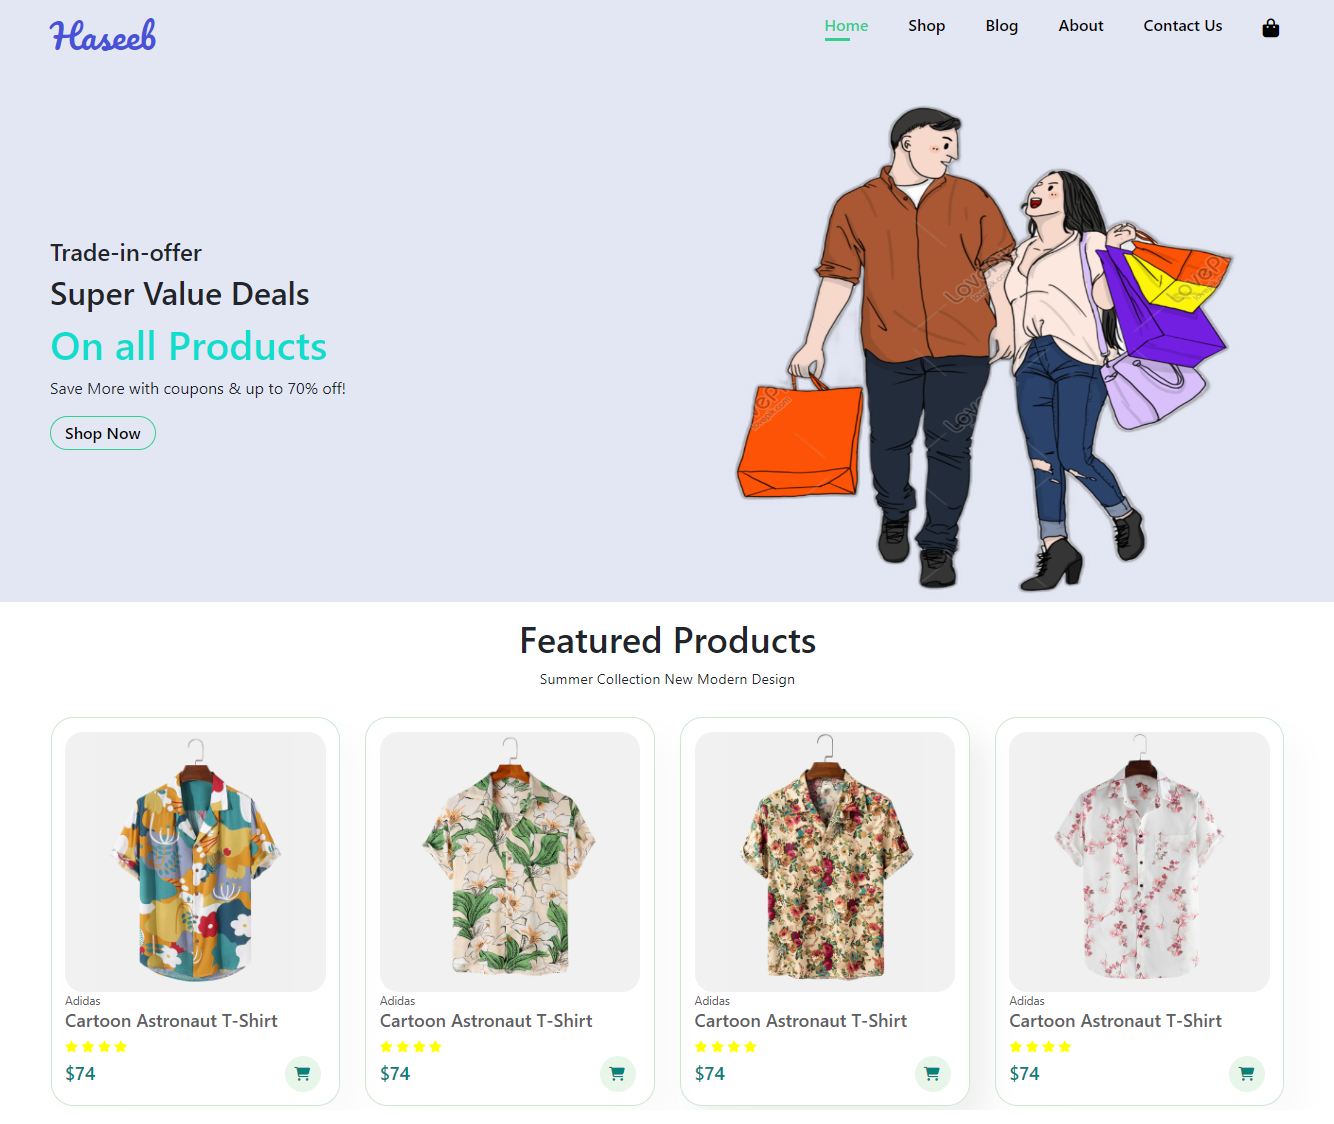 Haseeb
Home Shop Blog About Contact Us
Trade-in-offer
Super Value Deals
On all Products
Save More with coupons & up to 70% off!
Shop Now
Featured Products
Summer Collection New Modern Design
Adidas
Cartoon Astronaut T-Shirt
$74
Adidas
Cartoon Astronaut T-Shirt
$74
Adidas
Cartoon Astronaut T-Shirt
$74
Adidas
Cartoon Astronaut T-Shirt
$74